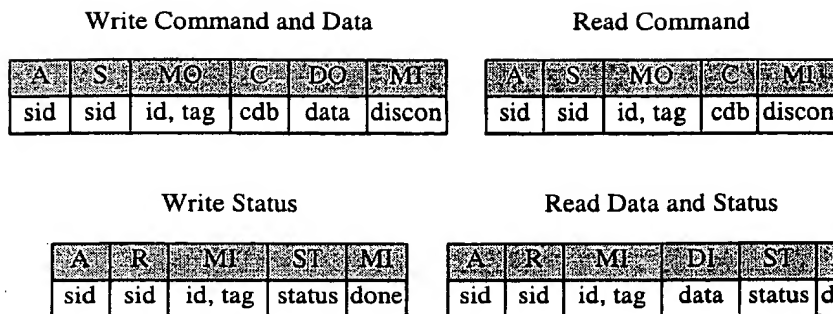 Write Command and Data
A S MO C DO MI
sid sid id, tag cdb data discon
Read Command
A S MO C MI
sid sid id, tag cdb discon
Write Status
A R MI ST MI
sid sid id, tag status done
Read Data and Status
A R MI DI ST
sid sid id, tag data status